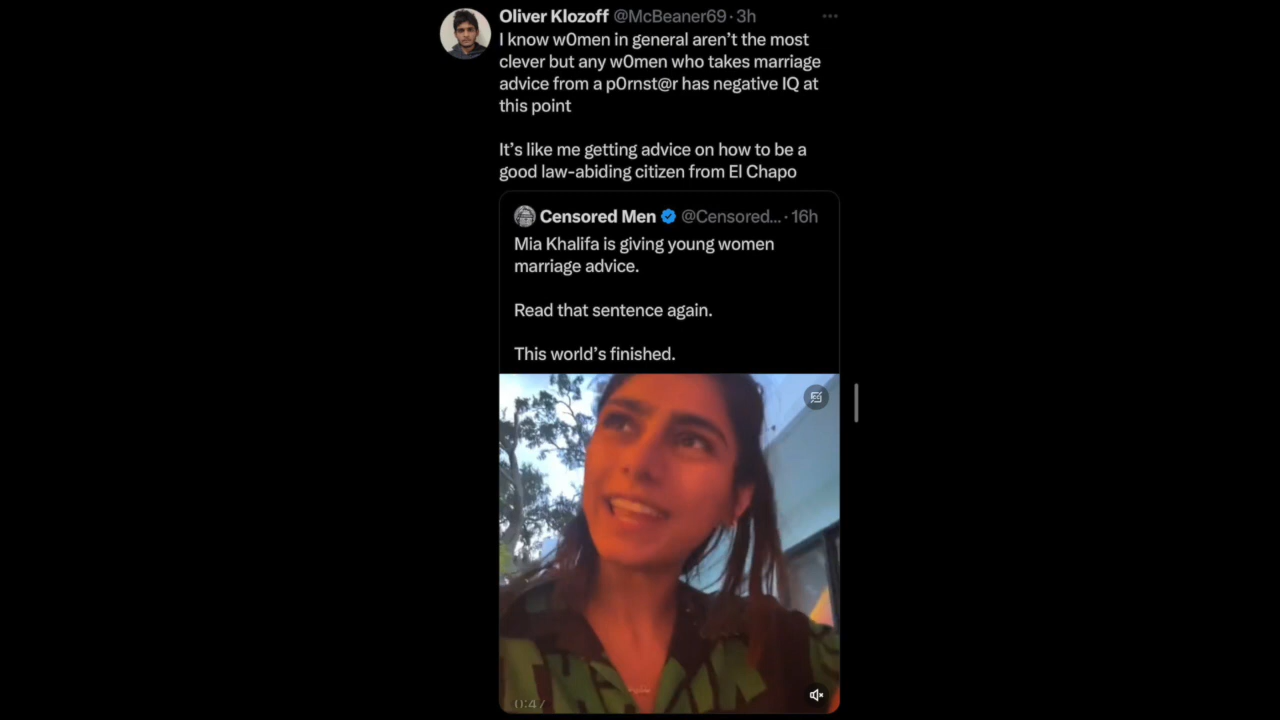 Oliver Klozoff @McBeaner69 · 3h
I know w0men in general aren't the most
clever but any w0men who takes marriage
advice from a p0rnst@r has negative IQ at
this point
It's like me getting advice on how to be a
good law-abiding citizen from El Chapo
Censored Men @Censored... · 16h
Mia Khalifa is giving young women
marriage advice.
Read that sentence again.
This world's finished.
0:47